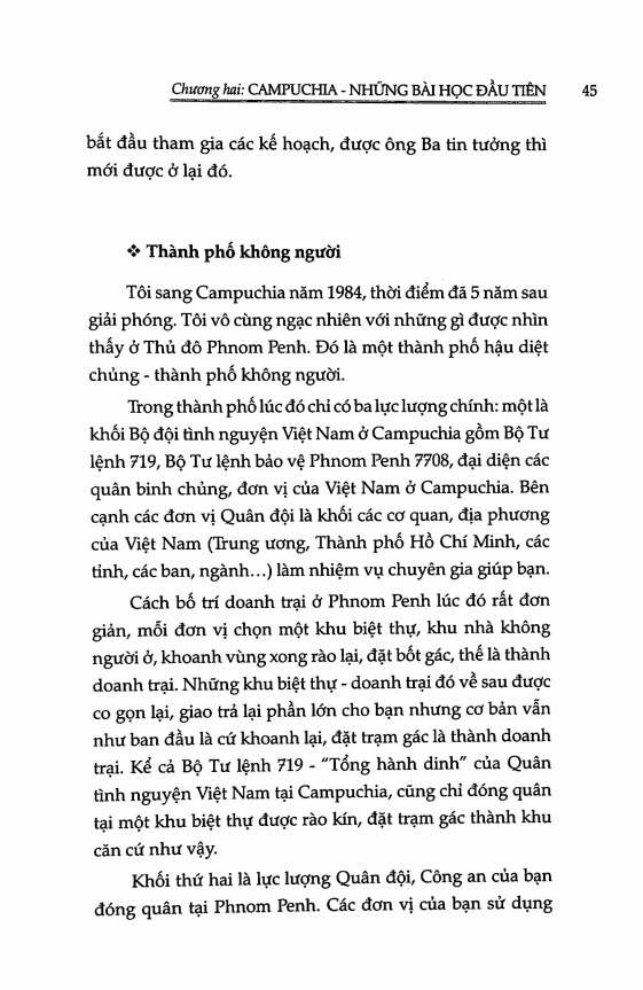 Chương hai: CAMPUCHIA - NHỮNG BÀI HỌC ĐẦU TIÊN 45
bắt đầu tham gia các kế hoạch, được ông Ba tin tưởng thì
mới được ở lại đó.
❖ Thành phố không người
Tôi sang Campuchia năm 1984, thời điểm đã 5 năm sau
giải phóng. Tôi vô cùng ngạc nhiên với những gì được nhìn
thấy ở Thủ đô Phnom Penh. Đó là một thành phố hậu diệt
chủng - thành phố không người.
Trong thành phố lúc đó chỉ có ba lực lượng chính: một là
khối Bộ đội tình nguyện Việt Nam ở Campuchia gồm Bộ Tư
lệnh 719, Bộ Tư lệnh bảo vệ Phnom Penh 7708, đại diện các
quân binh chủng, đơn vị của Việt Nam ở Campuchia. Bên
cạnh các đơn vị Quân đội là khối các cơ quan, địa phương
của Việt Nam (Trung ương, Thành phố Hồ Chí Minh, các
tỉnh, các ban, ngành...) làm nhiệm vụ chuyên gia giúp bạn.
Cách bố trí doanh trại ở Phnom Penh lúc đó rất đơn
giản, mỗi đơn vị chọn một khu biệt thự, khu nhà không
người ở, khoanh vùng xong rào lại, đặt bốt gác, thế là thành
doanh trại. Những khu biệt thự - doanh trại đó về sau được
co gọn lại, giao trả lại phần lớn cho bạn nhưng cơ bản vẫn
như ban đầu là cứ khoanh lại, đặt trạm gác là thành doanh
trại. Kể cả Bộ Tư lệnh 719 - "Tổng hành dinh" của Quân
tình nguyện Việt Nam tại Campuchia, cũng chỉ đóng quân
tại một khu biệt thự được rào kín, đặt trạm gác thành khu
căn cứ như vậy.
Khối thứ hai là lực lượng Quân đội, Công an của bạn
đóng quân tại Phnom Penh. Các đơn vị của bạn sử dụng